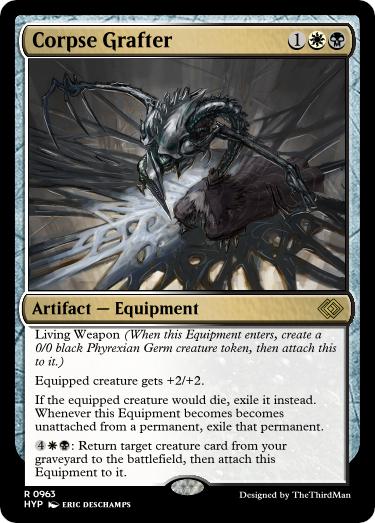 Corpse Grafter 1
Artifact — Equipment
Living Weapon (When this Equipment enters, create a
0/0 black Phyrexian Germ creature token, then attach this
to it.)
Equipped creature gets +2/+2.
If the equipped creature would die, exile it instead.
Whenever this Equipment becomes becomes
unattached from a permanent, exile that permanent.
4: Return target creature card from your
graveyard to the battlefield, then attach this
Equipment to it.
R 0963
HYP ERIC DESCHAMPS
Designed by TheThirdMan